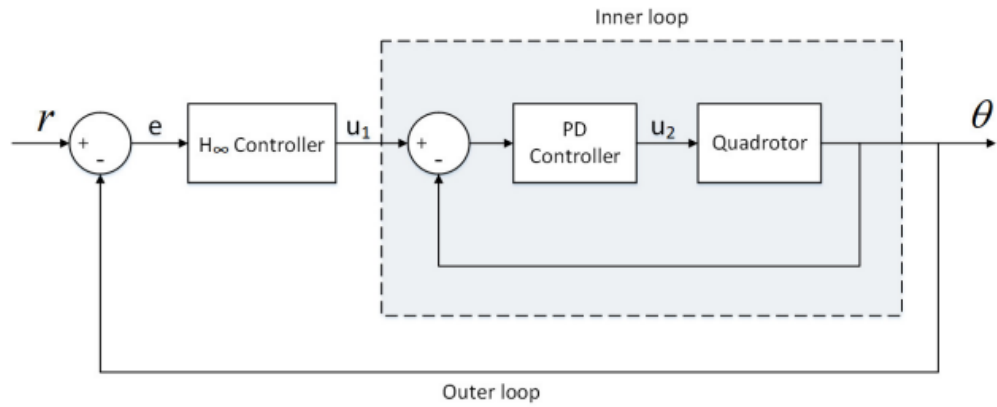 Inner loop
r
+
-
e
H∞ Controller
u₁
+
-
PD
Controller
u₂
Quadrotor
θ
Outer loop